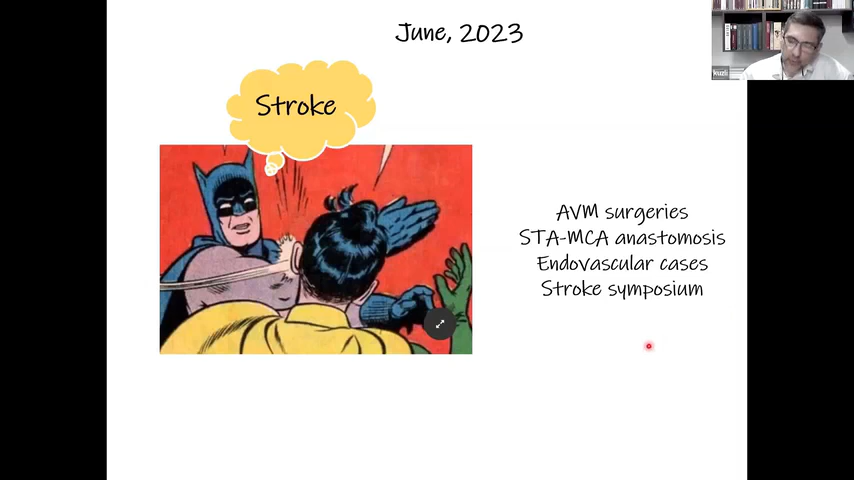 June, 2023
Stroke
AVM surgeries
STA-MCA anastomosis
Endovascular cases
Stroke symposium